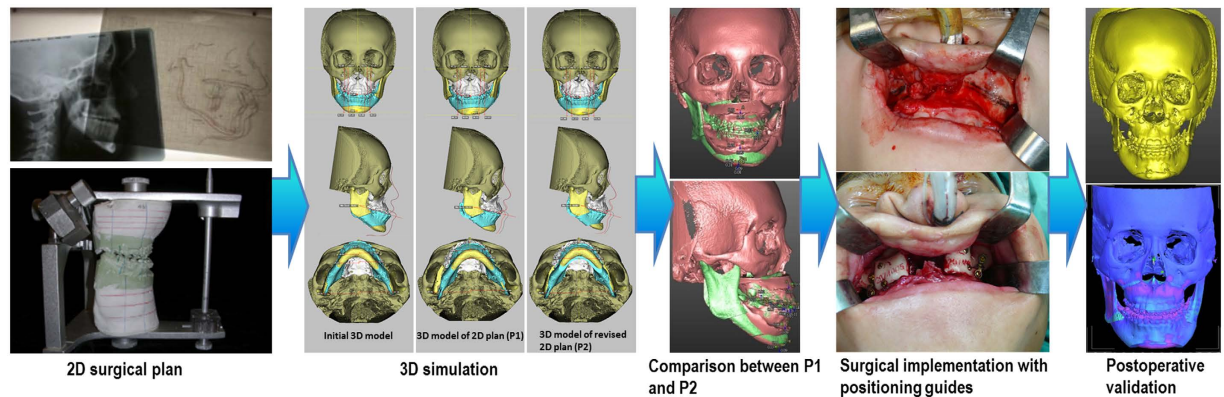 Initial 3D model
3D model of 2D plan (P1)
3D model of revised
2D plan (P2)
2D surgical plan
3D simulation
Comparison between P1
and P2
Surgical implementation with
positioning guides
Postoperative
validation